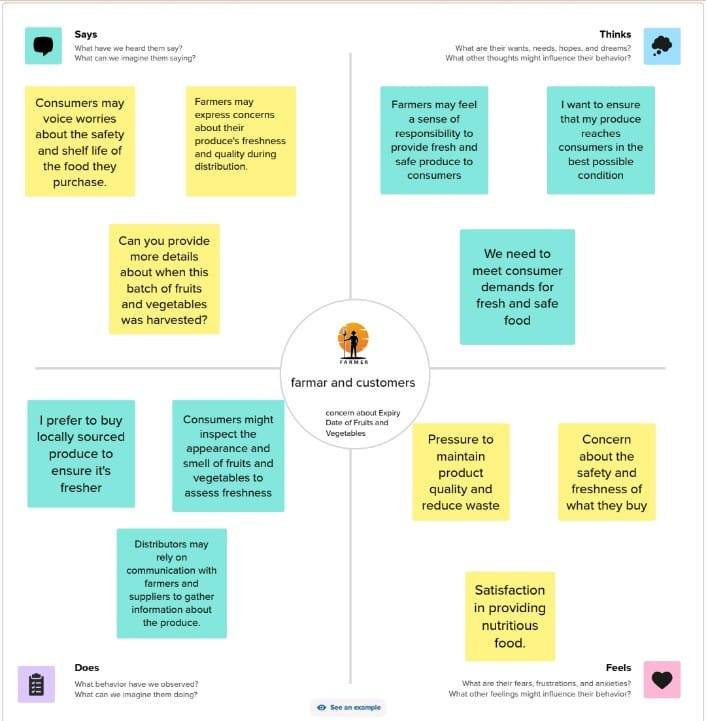 Says
What have we heard them say?
What can we imagine them saying?
Thinks
What are their wants, needs, hopes, and dreams?
What other thoughts might influence their behavior?
Consumers may
voice worries
about the safety
and shelf life of
the food they
purchase.
Farmers may
express concerns
about their
produce's freshness
and quality during
distribution.
Can you provide
more details
about when this
batch of fruits
and vegetables
was harvested?
Farmers may feel
a sense of
responsibility to
provide fresh and
safe produce to
consumers
I want to ensure
that my produce
reaches
consumers in the
best possible
condition
We need to
meet consumer
demands for
fresh and safe
food
FARMER
farmar and customers
concern about Expiry
Date of Fruits and
Vegetables
I prefer to buy
locally sourced
produce to
ensure it's
fresher
Consumers might
inspect the
appearance and
smell of fruits and
vegetables to
assess freshness
Distributors may
rely on
communication with
farmers and
suppliers to gather
information about
the produce.
Pressure to
maintain
product
quality and
reduce waste
Concern
about the
safety and
freshness of
what they buy
Satisfaction
in providing
nutritious
food.
Does
What behavior have we observed?
What can we imagine them doing?
Feels
What are their fears, frustrations, and anxieties?
What other feelings might influence their behavior?
See an example